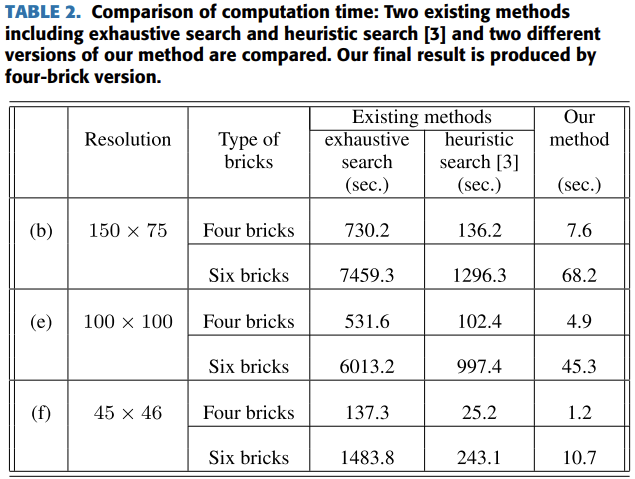 TABLE 2. Comparison of computation time: Two existing methods
including exhaustive search and heuristic search [3] and two different
versions of our method are compared. Our final result is produced by
four-brick version.
Existing methods Our
Resolution Type of exhaustive heuristic method
bricks search search [3]
(sec.) (sec.) (sec.)
(b) 150 × 75 Four bricks 730.2 136.2 7.6
Six bricks 7459.3 1296.3 68.2
(e) 100 × 100 Four bricks 531.6 102.4 4.9
Six bricks 6013.2 997.4 45.3
(f) 45 × 46 Four bricks 137.3 25.2 1.2
Six bricks 1483.8 243.1 10.7